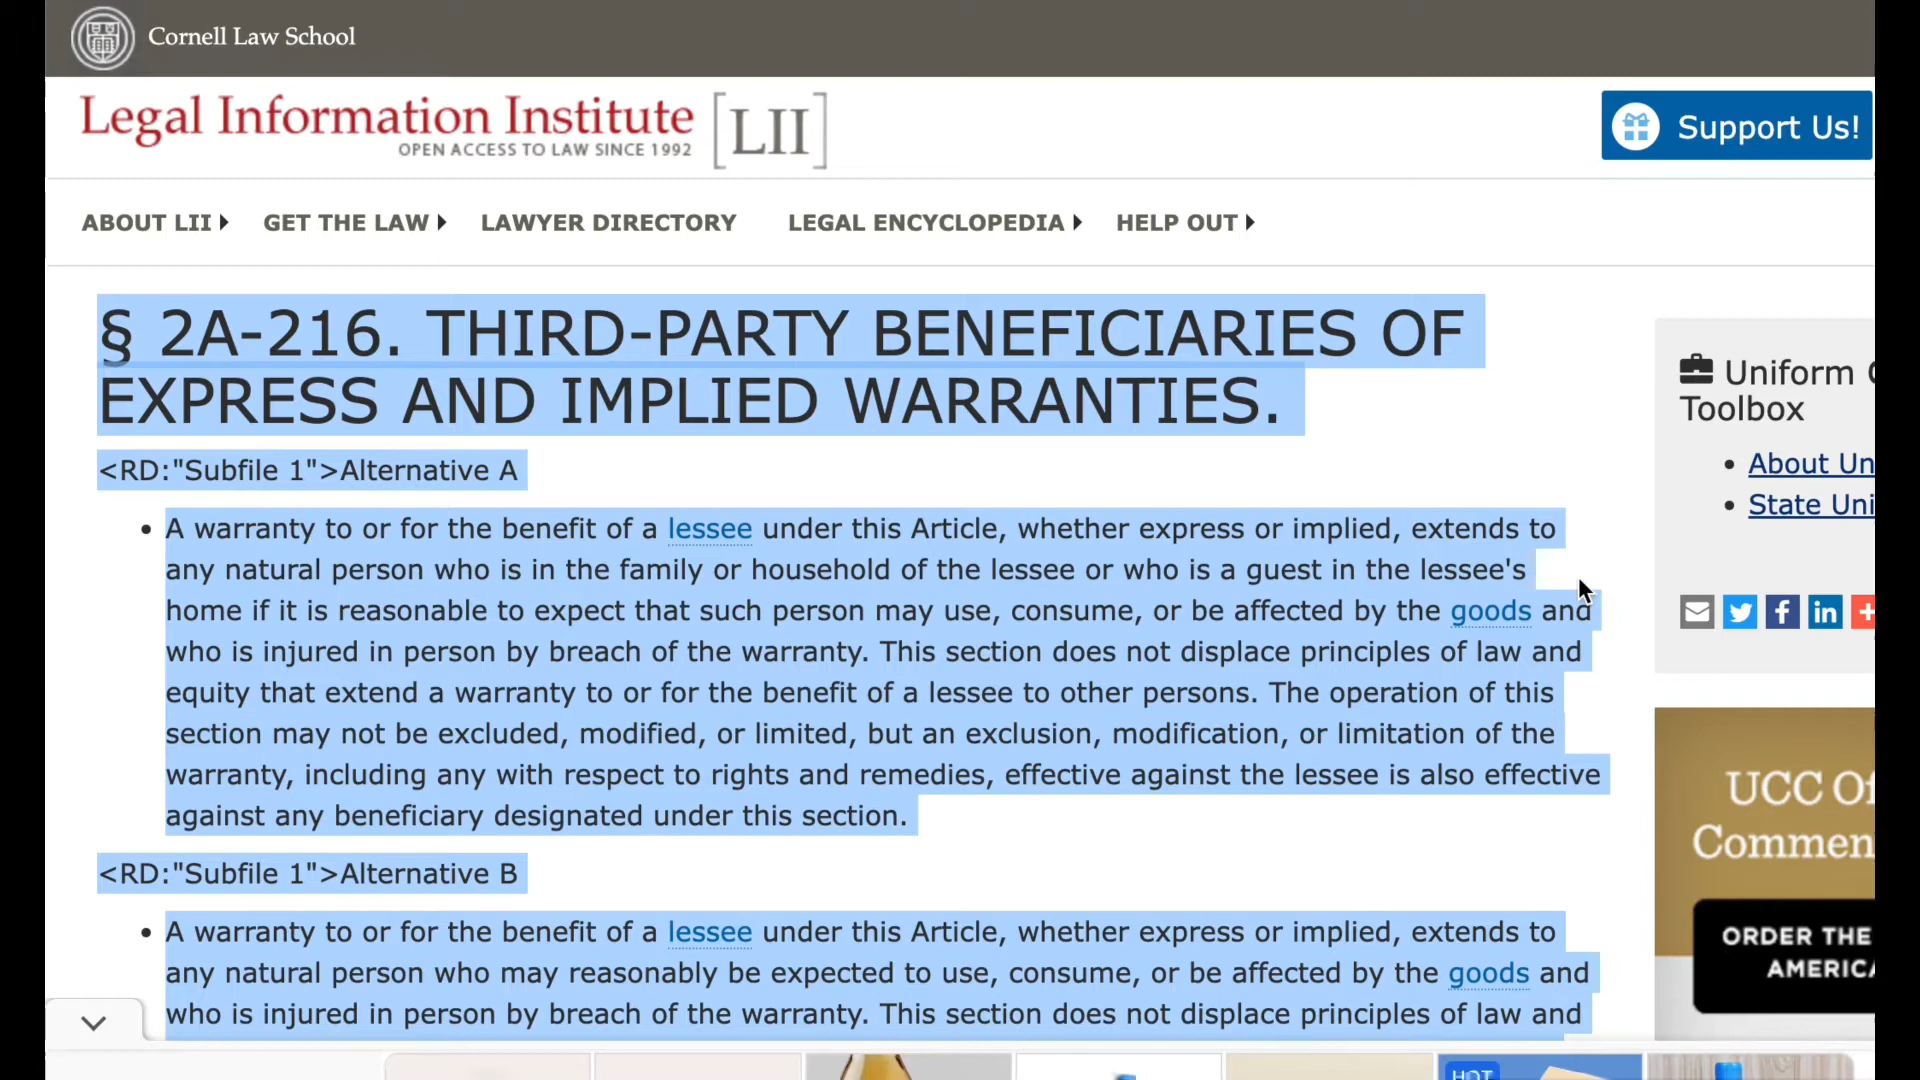 Cornell Law School
Legal Information Institute [LII]
OPEN ACCESS TO LAW SINCE 1992
Support Us!
ABOUT LII GET THE LAW LAWYER DIRECTORY LEGAL ENCYCLOPEDIA HELP OUT
§ 2A-216. THIRD-PARTY BENEFICIARIES OF
EXPRESS AND IMPLIED WARRANTIES.
<RD:"Subfile 1">Alternative A
• A warranty to or for the benefit of a lessee under this Article, whether express or implied, extends to
any natural person who is in the family or household of the lessee or who is a guest in the lessee's
home if it is reasonable to expect that such person may use, consume, or be affected by the goods and
who is injured in person by breach of the warranty. This section does not displace principles of law and
equity that extend a warranty to or for the benefit of a lessee to other persons. The operation of this
section may not be excluded, modified, or limited, but an exclusion, modification, or limitation of the
warranty, including any with respect to rights and remedies, effective against the lessee is also effective
against any beneficiary designated under this section.
<RD:"Subfile 1">Alternative B
• A warranty to or for the benefit of a lessee under this Article, whether express or implied, extends to
any natural person who may reasonably be expected to use, consume, or be affected by the goods and
who is injured in person by breach of the warranty. This section does not displace principles of law and
Uniform
Toolbox
• About Un
• State Uni
UCC Of
Commen
ORDER THE
AMERICA
HOT